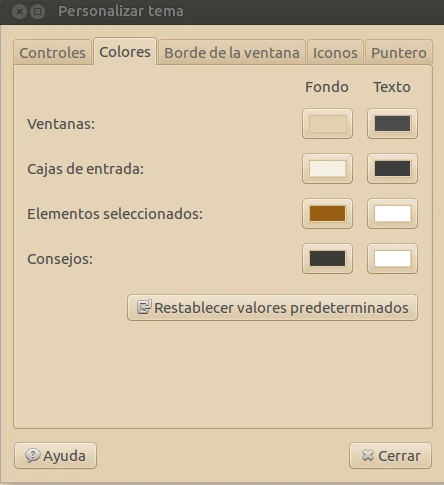 Personalizar tema
Controles Colores Borde de la ventana Iconos Puntero
Fondo Texto
Ventanas:
Cajas de entrada:
Elementos seleccionados:
Consejos:
Restablecer valores predeterminados
Ayuda Cerrar